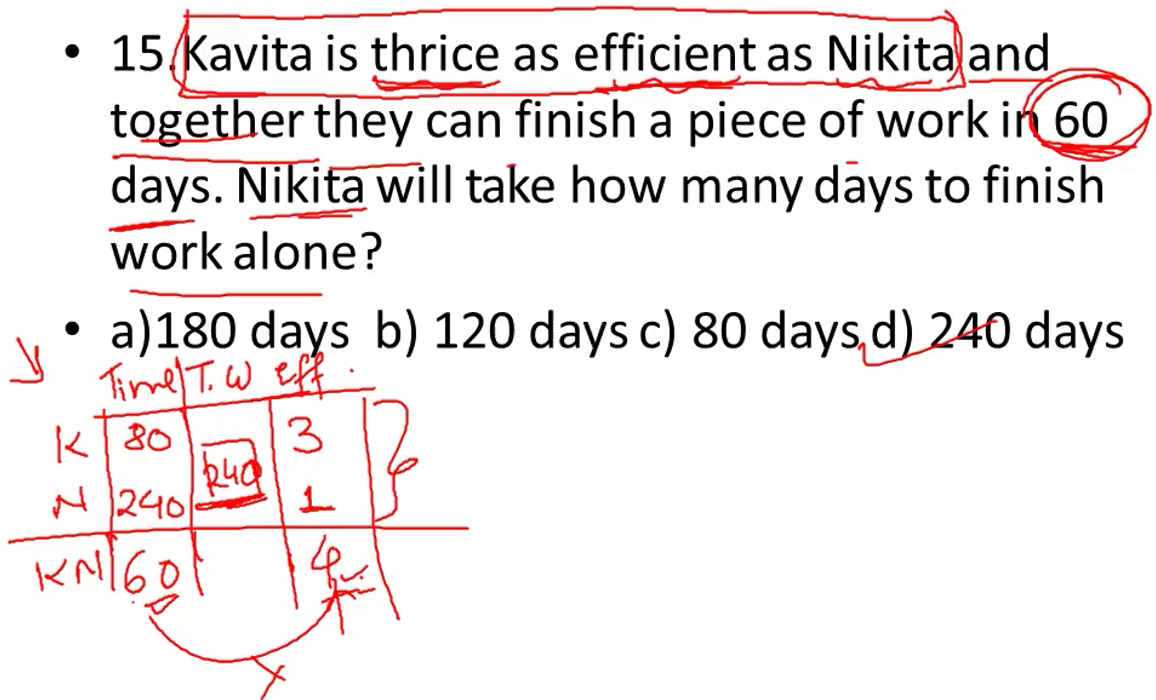 • 15. Kavita is thrice as efficient as Nikita and
together they can finish a piece of work in 60
days. Nikita will take how many days to finish
work alone?
• a)180 days b) 120 days c) 80 days d) 240 days
Time T.W eff.
K 80 3
240
N 240 1
KN 60 4